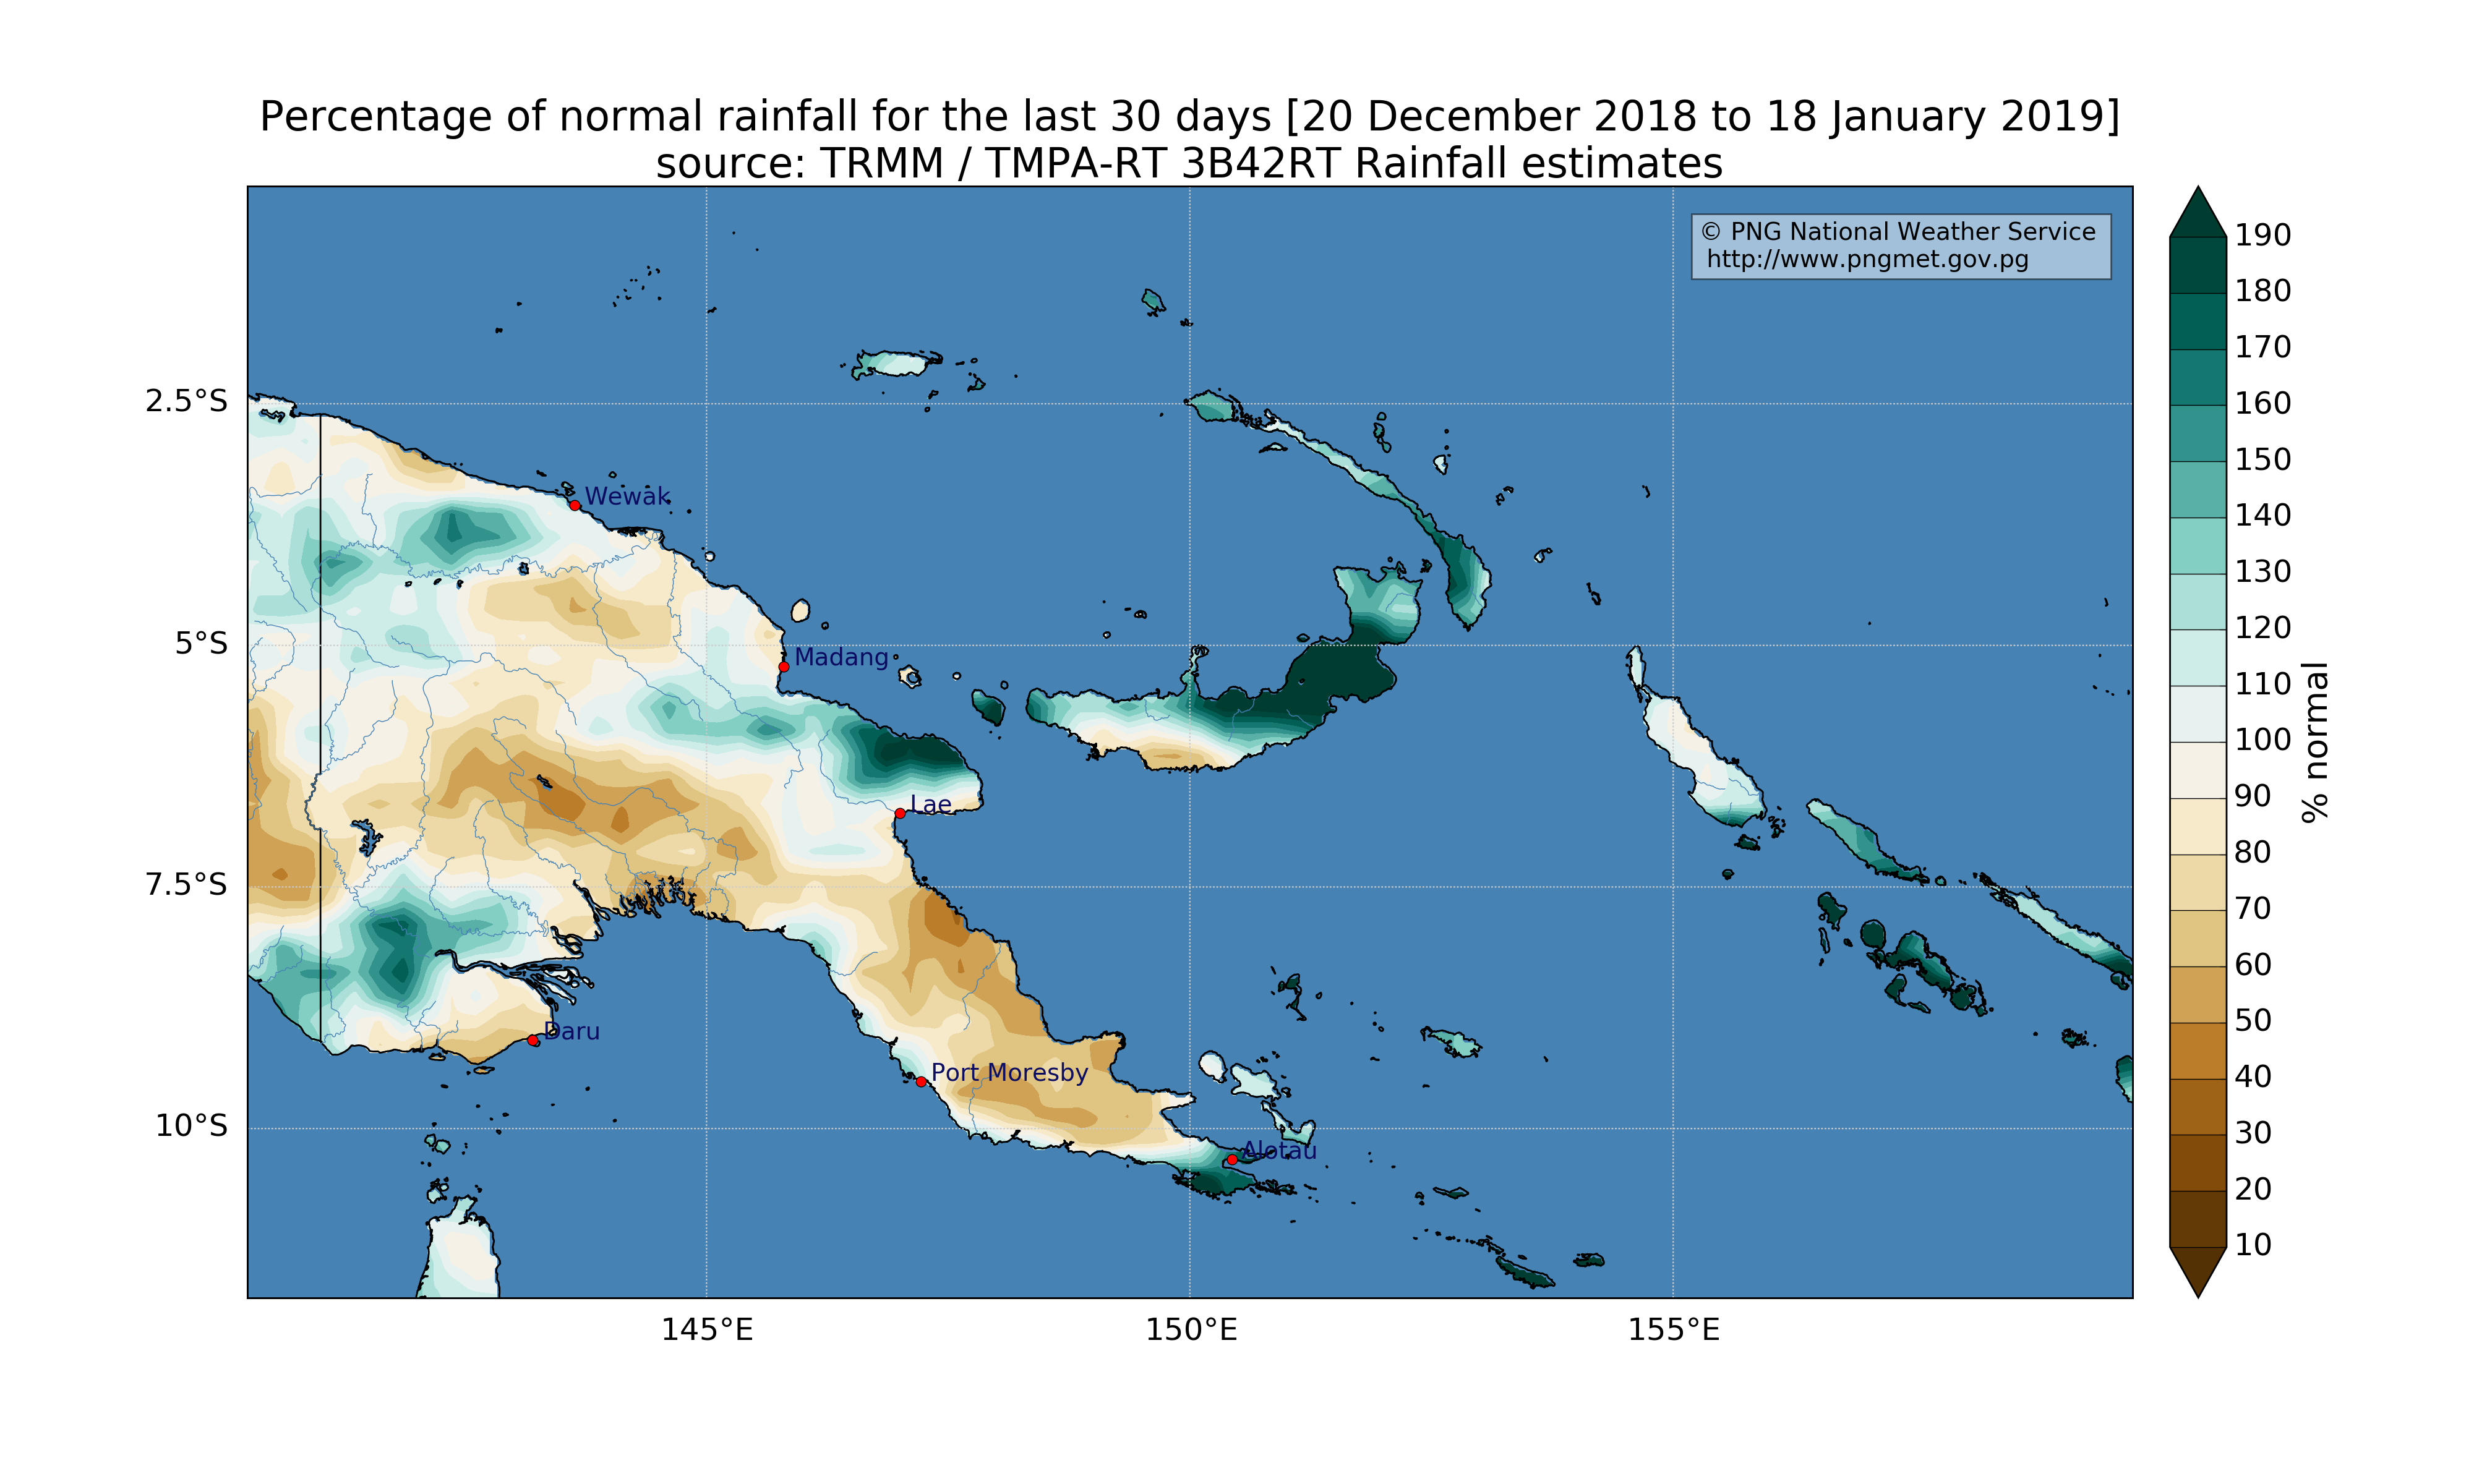 Percentage of normal rainfall for the last 30 days [20 December 2018 to 18 January 2019]
source: TRMM / TMPA-RT 3B42RT Rainfall estimates
© PNG National Weather Service
http://www.pngmet.gov.pg
2.5°S
5°S
7.5°S
10°S
Wewak
Madang
Lae
Daru
Port Moresby
Alotau
145°E
150°E
155°E
190
180
170
160
150
140
130
120
110
100
90
80
70
60
50
40
30
20
10
% normal